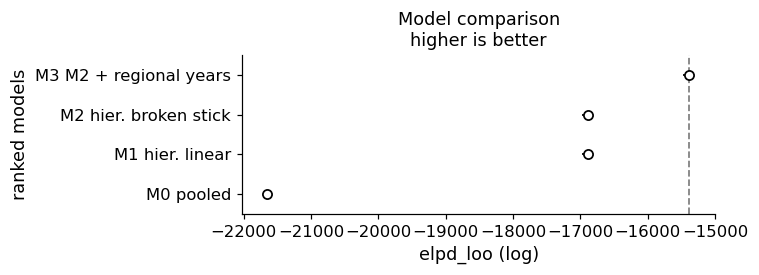 Model comparison
higher is better
ranked models
M3 M2 + regional years
M2 hier. broken stick
M1 hier. linear
M0 pooled
−22000 −21000 −20000 −19000 −18000 −17000 −16000 −15000
elpd_loo (log)